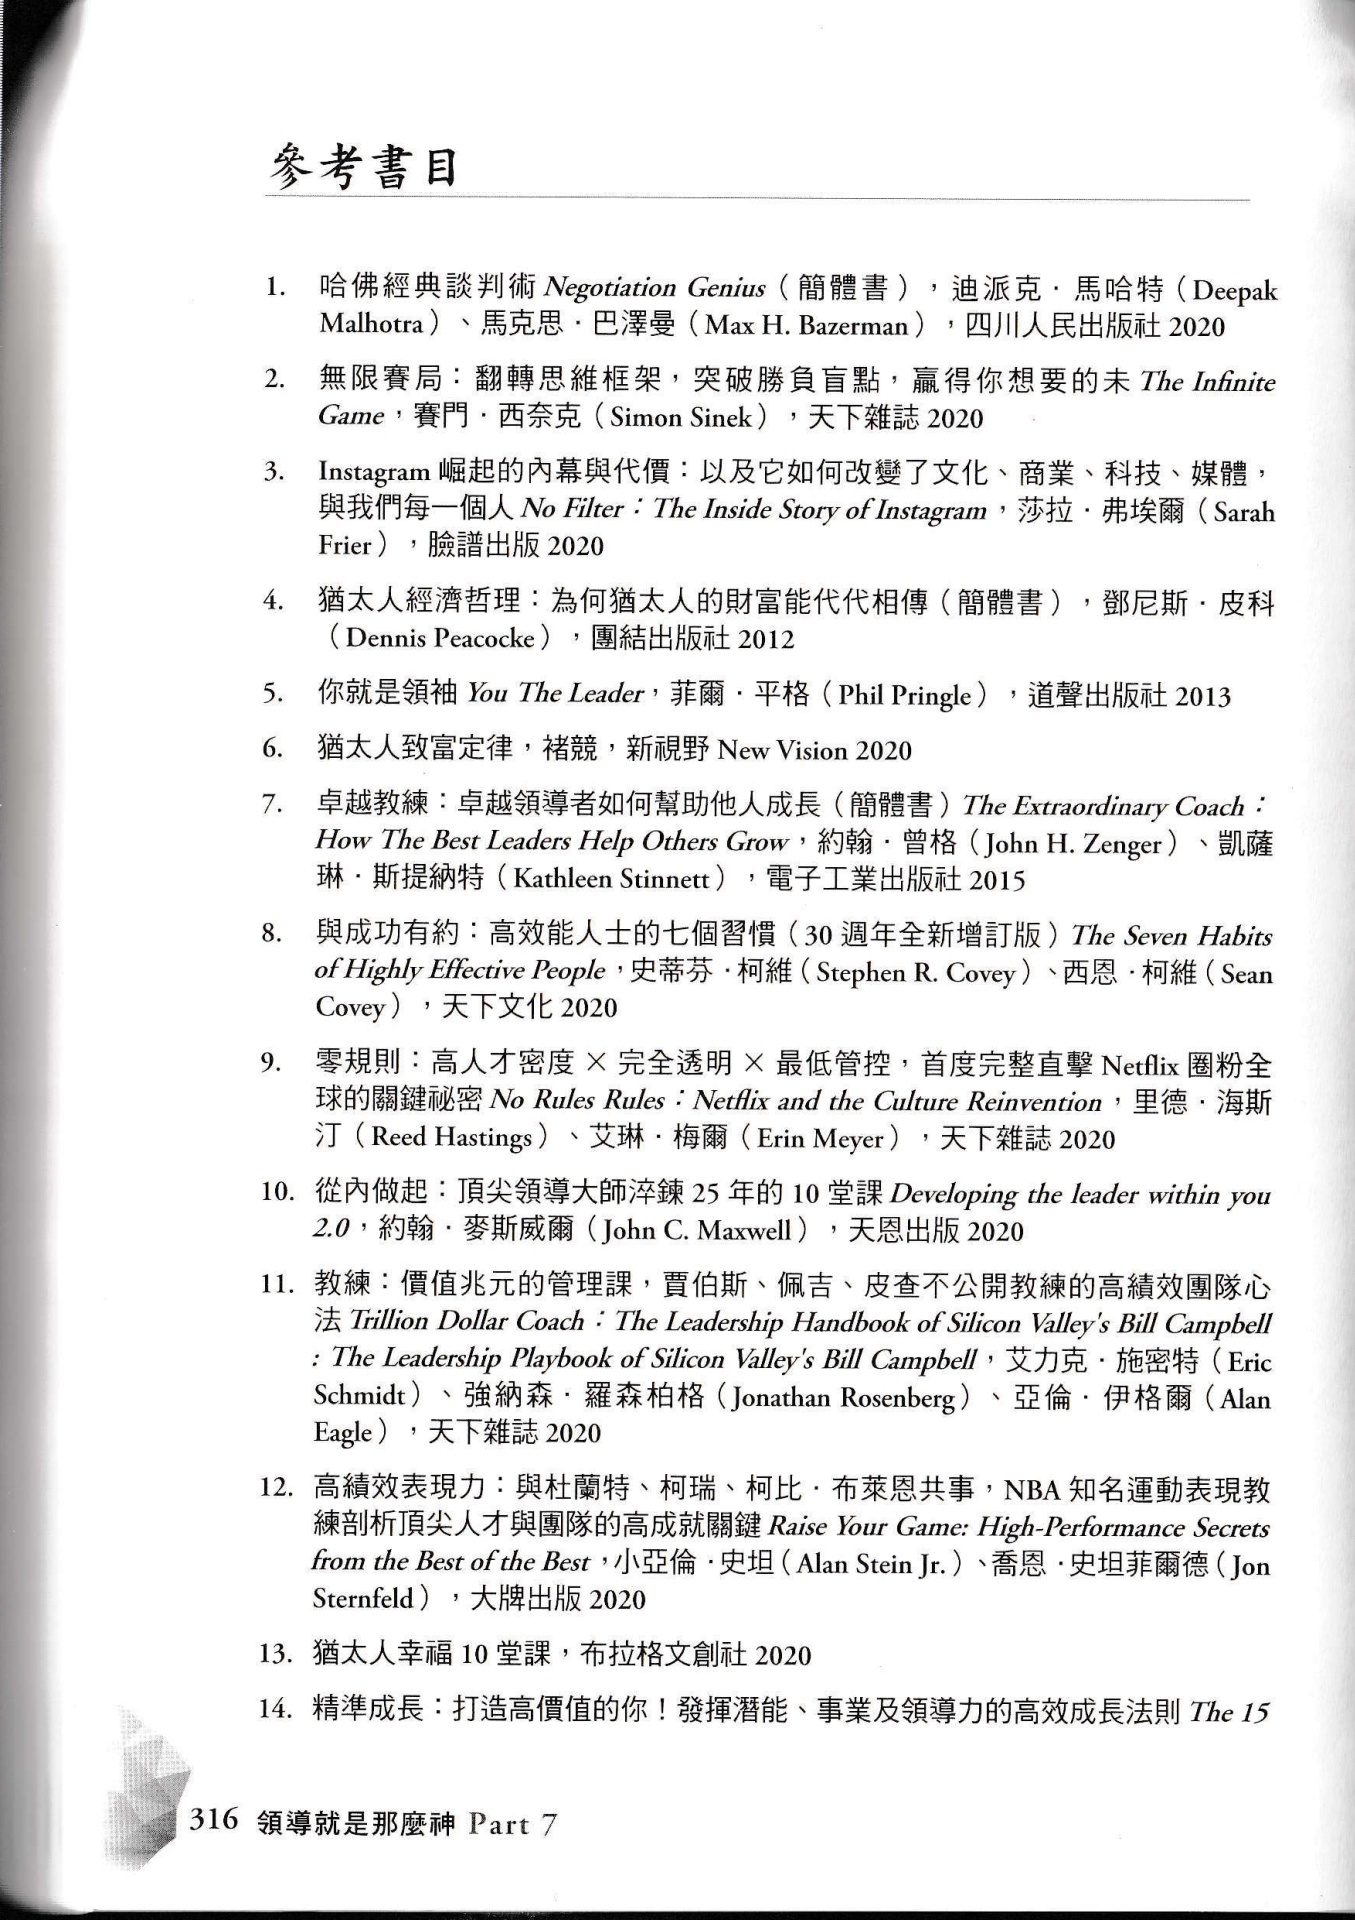 參考書目
1. 哈佛經典談判術 Negotiation Genius（簡體書），迪派克．馬哈特（Deepak
Malhotra）、馬克思．巴澤曼（Max H. Bazerman），四川人民出版社 2020
2. 無限賽局：翻轉思維框架，突破勝負盲點，贏得你想要的未 The Infinite
Game，賽門．西奈克（Simon Sinek），天下雜誌 2020
3. Instagram 崛起的內幕與代價：以及它如何改變了文化、商業、科技、媒體，
與我們每一個人 No Filter：The Inside Story of Instagram，莎拉．弗埃爾（Sarah
Frier），臉譜出版 2020
4. 猶太人經濟哲理：為何猶太人的財富能代代相傳（簡體書），鄧尼斯．皮科
（Dennis Peacocke），團結出版社 2012
5. 你就是領袖 You The Leader，菲爾．平格（Phil Pringle），道聲出版社 2013
6. 猶太人致富定律，褚競，新視野 New Vision 2020
7. 卓越教練：卓越領導者如何幫助他人成長（簡體書）The Extraordinary Coach：
How The Best Leaders Help Others Grow，約翰．曾格（John H. Zenger）、凱薩
琳．斯提納特（Kathleen Stinnett），電子工業出版社 2015
8. 與成功有約：高效能人士的七個習慣（30 週年全新增訂版）The Seven Habits
of Highly Effective People，史蒂芬．柯維（Stephen R. Covey）、西恩．柯維（Sean
Covey），天下文化 2020
9. 零規則：高人才密度 × 完全透明 × 最低管控，首度完整直擊 Netflix 圈粉全
球的關鍵祕密 No Rules Rules：Netflix and the Culture Reinvention，里德．海斯
汀（Reed Hastings）、艾琳．梅爾（Erin Meyer），天下雜誌 2020
10. 從內做起：頂尖領導大師淬鍊 25 年的 10 堂課 Developing the leader within you
2.0，約翰．麥斯威爾（John C. Maxwell），天恩出版 2020
11. 教練：價值兆元的管理課，賈伯斯、佩吉、皮查不公開教練的高績效團隊心
法 Trillion Dollar Coach：The Leadership Handbook of Silicon Valley's Bill Campbell
: The Leadership Playbook of Silicon Valley's Bill Campbell，艾力克．施密特（Eric
Schmidt）、強納森．羅森柏格（Jonathan Rosenberg）、亞倫．伊格爾（Alan
Eagle），天下雜誌 2020
12. 高績效表現力：與杜蘭特、柯瑞、柯比．布萊恩共事，NBA 知名運動表現教
練剖析頂尖人才與團隊的高成就關鍵 Raise Your Game: High-Performance Secrets
from the Best of the Best，小亞倫．史坦（Alan Stein Jr.）、喬恩．史坦菲爾德（Jon
Sternfeld），大牌出版 2020
13. 猶太人幸福 10 堂課，布拉格文創社 2020
14. 精準成長：打造高價值的你！發揮潛能、事業及領導力的高效成長法則 The 15
316 領導就是那麼神 Part 7